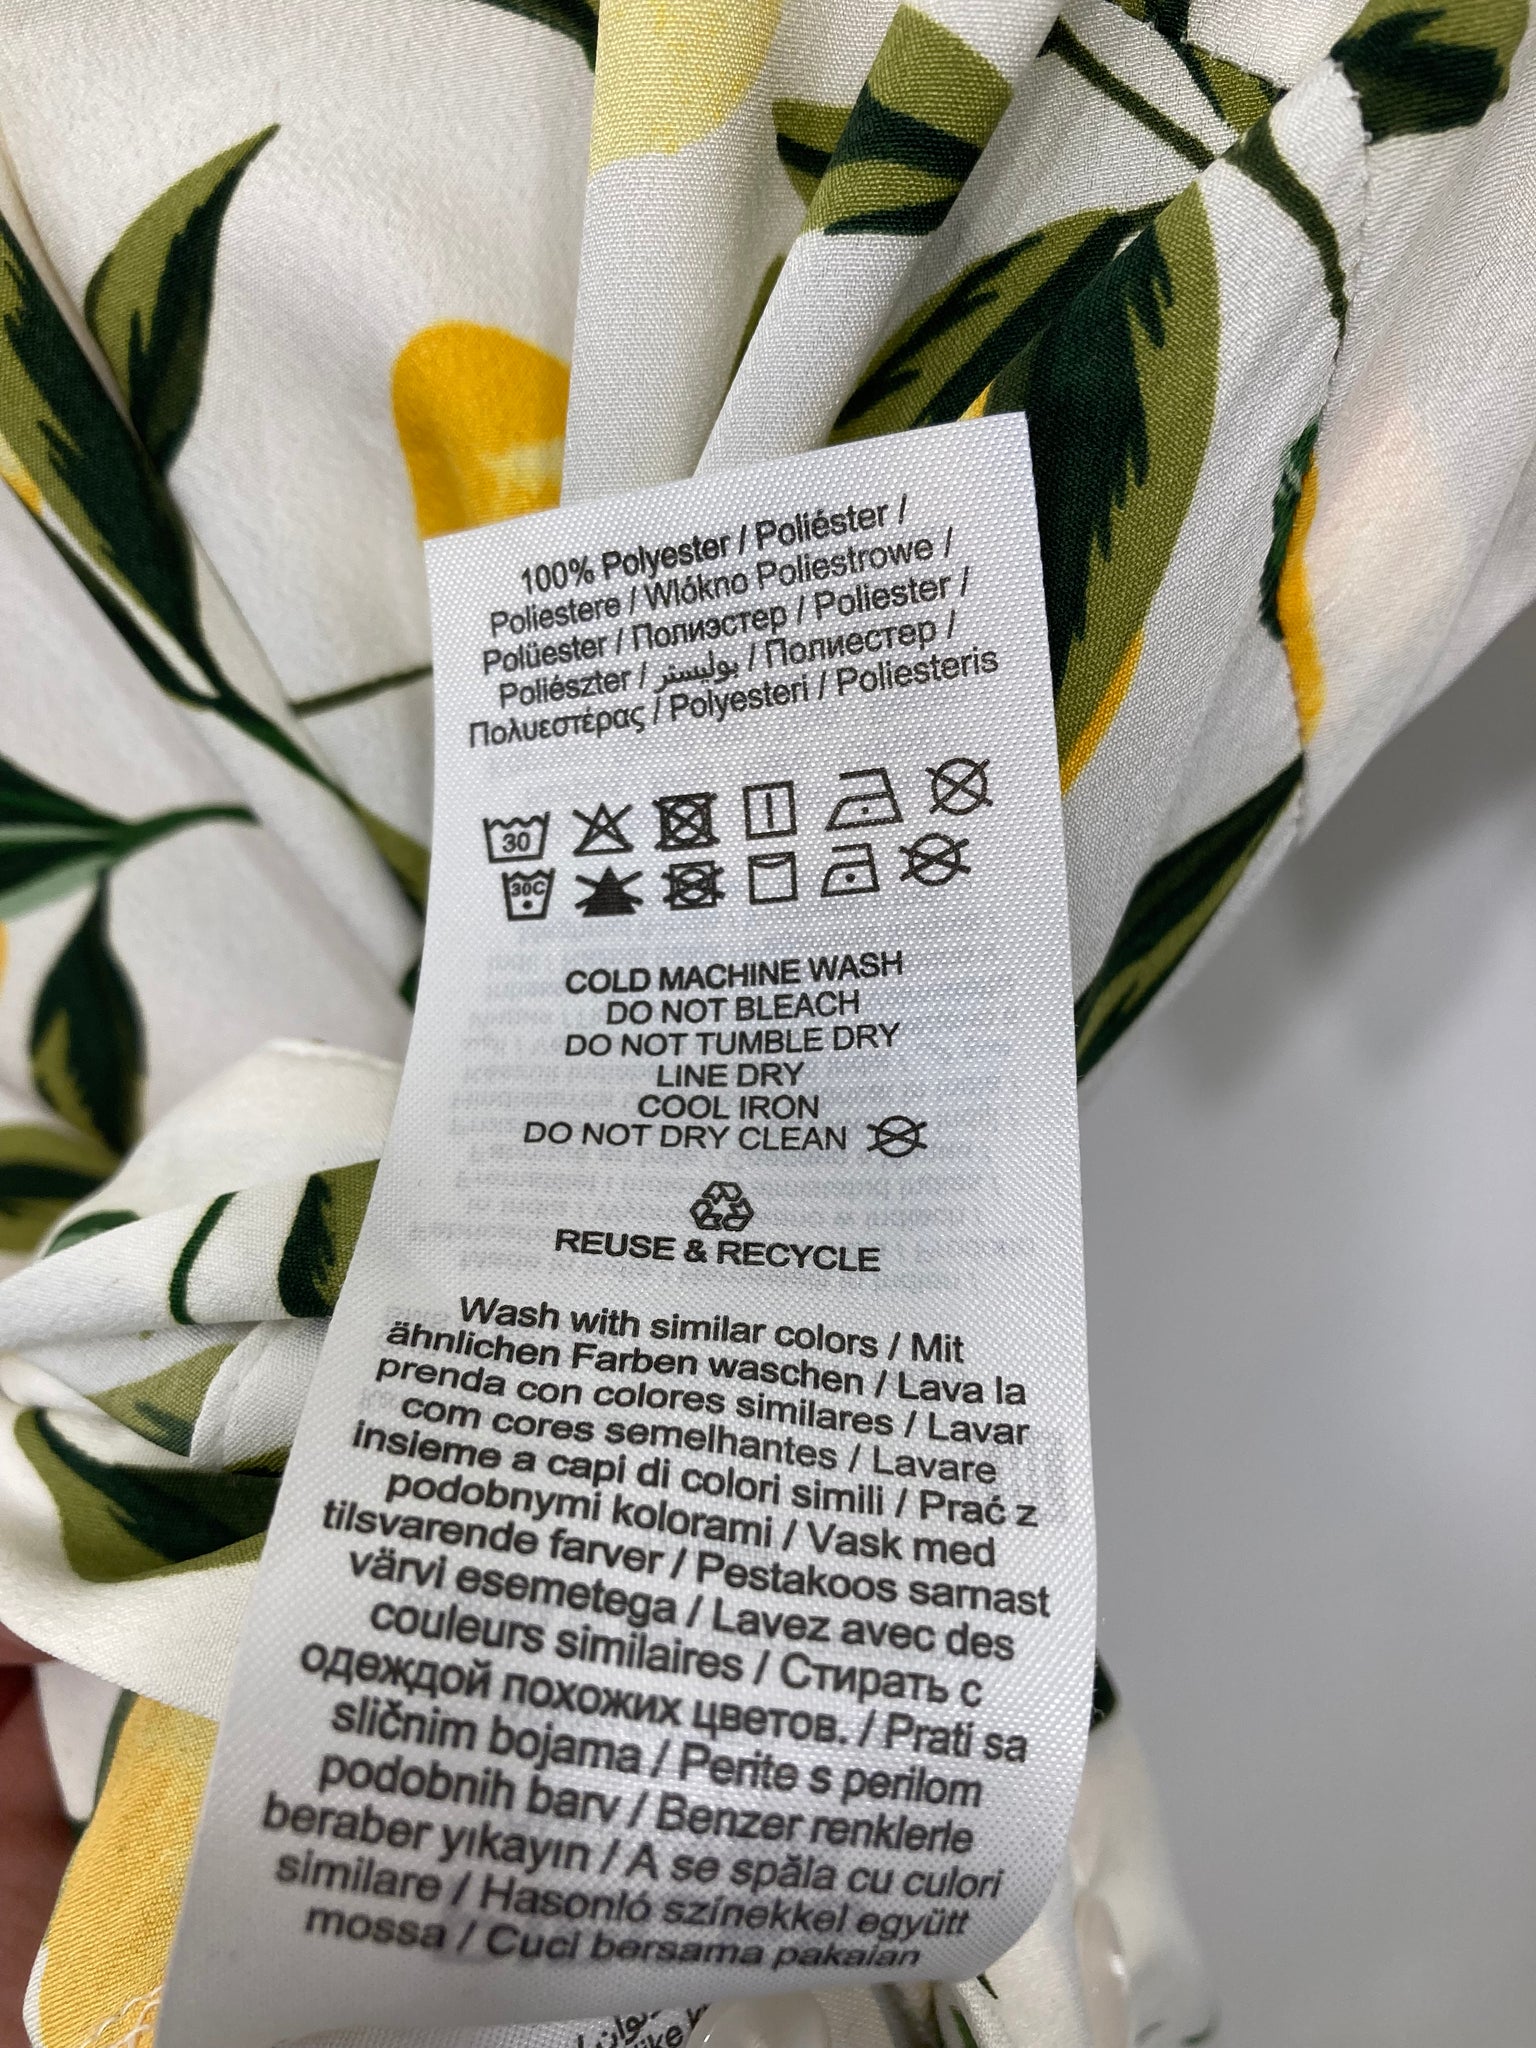 100% Polyester / Poliéster /
Poliestere / Wlókno Poliestrowe /
Polüester / Полиэстер / Poliester /
Poliészter / بوليستر / Полиестер /
Πολυεστέρας / Polyesteri / Poliesteris
30
30C
COLD MACHINE WASH
DO NOT BLEACH
DO NOT TUMBLE DRY
LINE DRY
COOL IRON
DO NOT DRY CLEAN
REUSE & RECYCLE
Wash with similar colors / Mit
ähnlichen Farben waschen / Lava la
prenda con colores similares / Lavar
com cores semelhantes / Lavare
insieme a capi di colori simili / Prać z
podobnymi kolorami / Vask med
tilsvarende farver / Pestakoos sarnast
värvi esemetega / Lavez avec des
couleurs similaires / Стирать с
одеждой похожих цветов. / Prati sa
sličnim bojama / Perite s perilom
podobnih barv / Benzer renklerle
beraber yıkayın / A se spăla cu culori
similare / Hasonló színekkel együtt
mossa / Cuci bersama pakaian